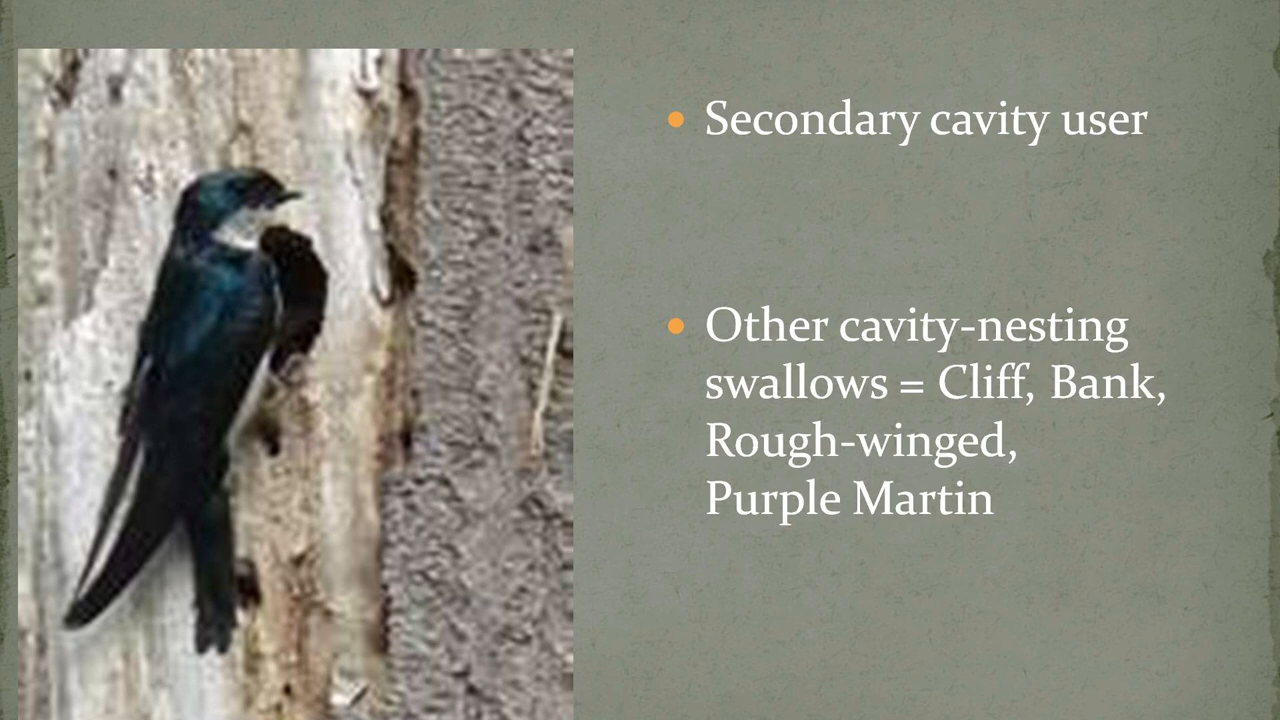 • Secondary cavity user
• Other cavity-nesting
swallows = Cliff, Bank,
Rough-winged,
Purple Martin